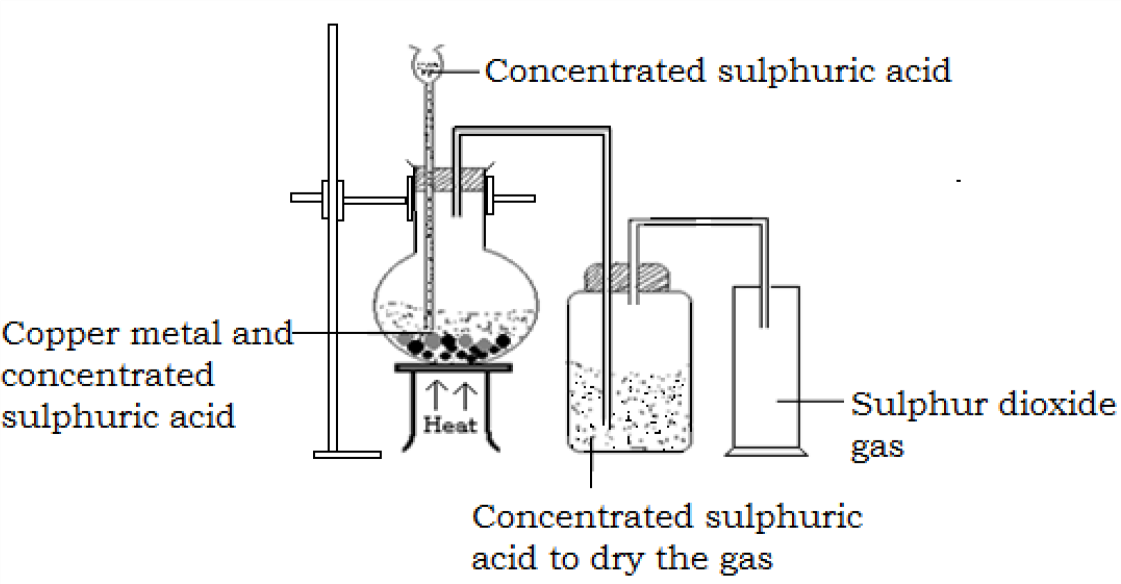 Concentrated sulphuric acid
Copper metal and
concentrated
sulphuric acid
Heat
Sulphur dioxide
gas
Concentrated sulphuric
acid to dry the gas